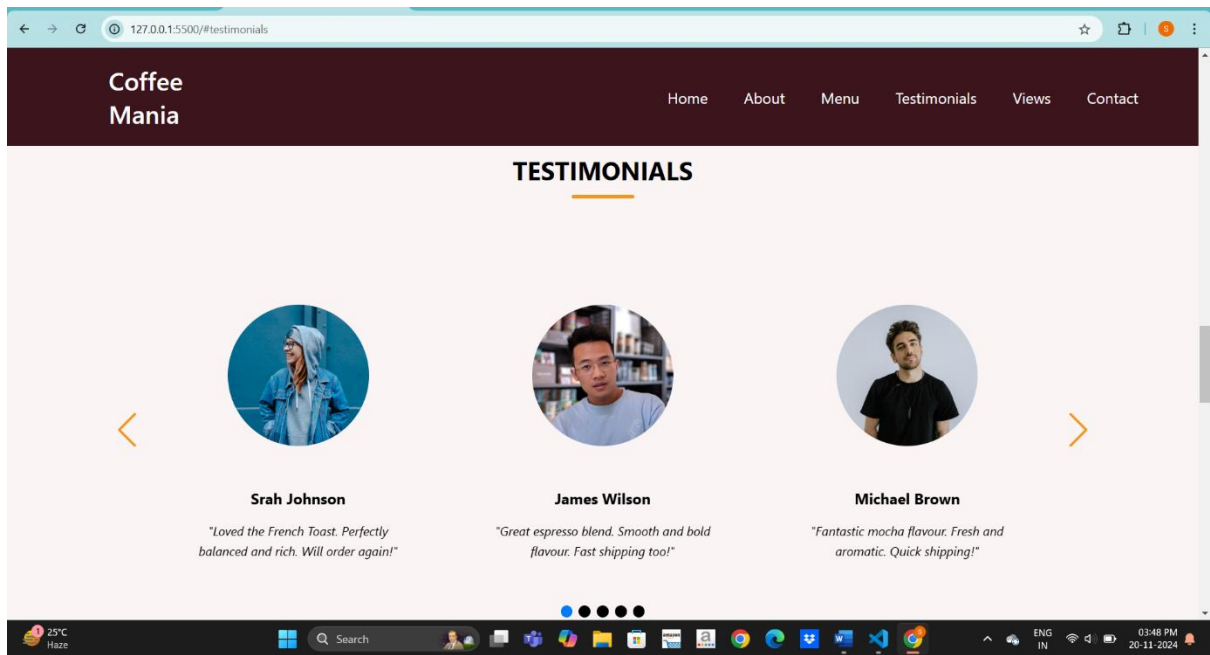 127.0.0.1:5500/#testimonials
S
Coffee
Mania
Home About Menu Testimonials Views Contact
TESTIMONIALS
Srah Johnson
"Loved the French Toast. Perfectly
balanced and rich. Will order again!"
James Wilson
"Great espresso blend. Smooth and bold
flavour. Fast shipping too!"
Michael Brown
"Fantastic mocha flavour. Fresh and
aromatic. Quick shipping!"
1
25°C
Haze
Search
ENG
IN
03:48 PM
20-11-2024